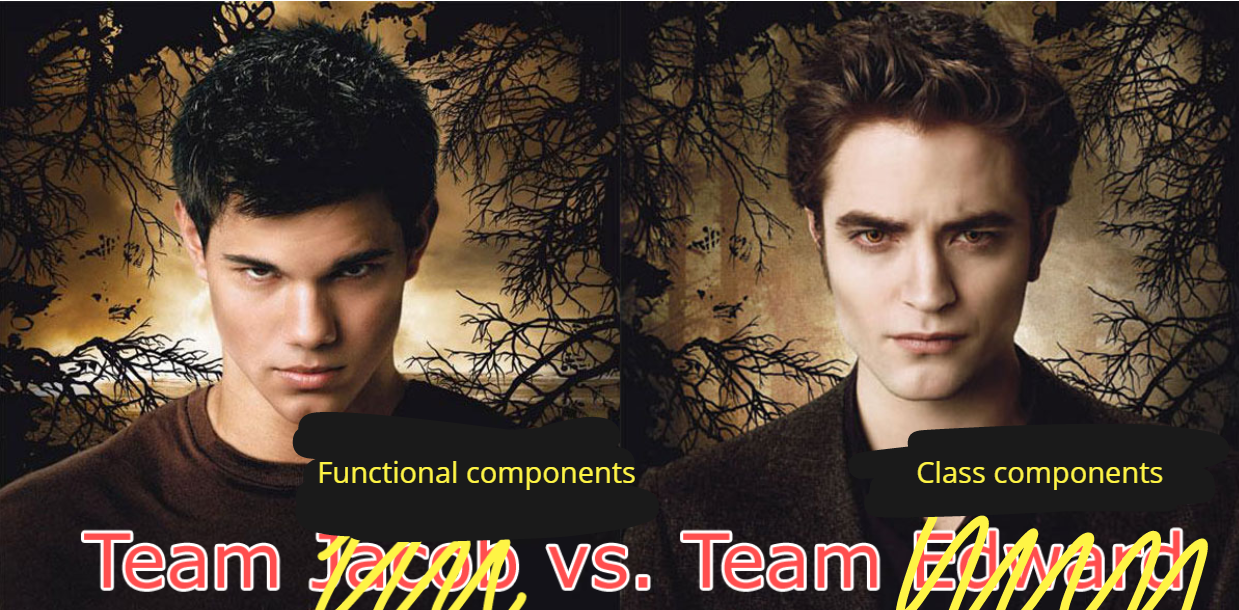 Functional components
Class components
Team Jacob vs. Team Edward